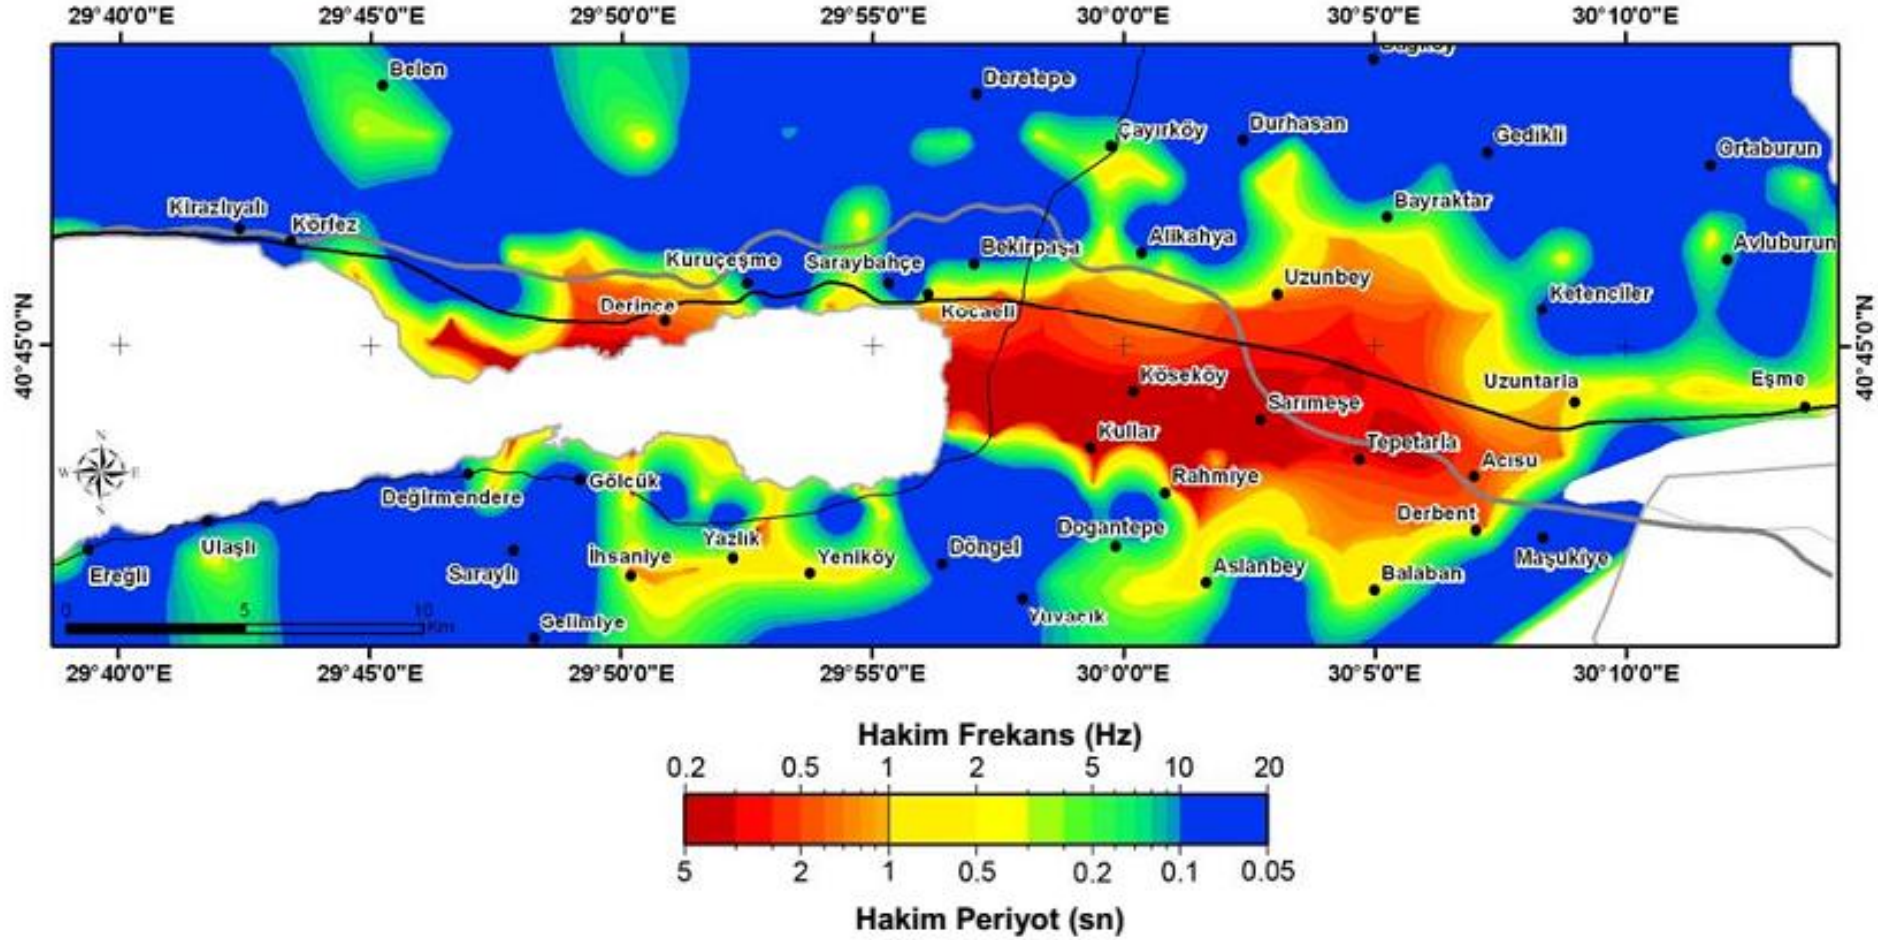 29°40'0"E 29°45'0"E 29°50'0"E 29°55'0"E 30°0'0"E 30°5'0"E 30°10'0"E
Belen
Deretepe
Çayırköy
Durhasan
Gedikli
Ortaburun
Kirazlıyalı
Körfez
Bayraktar
Kuruçeşme
Saraybahçe
Bekirpaşa
Alikahya
Avluburun
Derince
Kocaeli
Uzunbey
Ketenciler
40°45'0"N
40°45'0"N
Köseköy
Sarımeşe
Uzuntarla
Eşme
Kullar
Tepetarla
Acısu
N
W E
S
Değirmendere
Gölcük
Rahmiye
Derbent
Ulaşlı
Yazlık
Dogantepe
Ereğli
Saraylı
İhsaniye
Yeniköy
Döngel
Aslanbey
Balaban
Maşukiye
Selimiye
Yuvacık
0 5 10
Km
29°40'0"E 29°45'0"E 29°50'0"E 29°55'0"E 30°0'0"E 30°5'0"E 30°10'0"E
Hakim Frekans (Hz)
0.2 0.5 1 2 5 10 20
5 2 1 0.5 0.2 0.1 0.05
Hakim Periyot (sn)